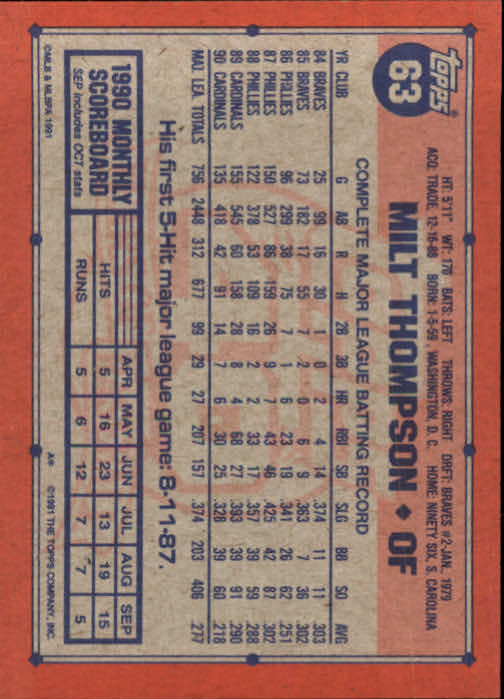 Topps®
63
HT: 5'11" WT: 170 BATS: LEFT THROWS: RIGHT DRFT: BRAVES #2-JAN. 1979
ACQ: TRADE, 12-16-88 BORN: 1-5-59, WASHINGTON, D. C. HOME: NINETY SIX, S. CAROLINA
MILT THOMPSON ◆ OF
COMPLETE MAJOR LEAGUE BATTING RECORD
YR CLUB G AB R H 2B 3B HR RBI SB SLG BB SO AVG
84 BRAVES 25 99 16 30 1 0 2 4 14 .374 11 11 .303
85 BRAVES 73 182 17 55 7 2 0 6 9 .363 7 36 .302
86 PHILLIES 96 299 38 75 7 1 6 23 19 .341 26 62 .251
87 PHILLIES 150 527 86 159 26 9 7 43 46 .425 42 87 .302
88 PHILLIES 122 378 53 109 16 2 2 33 17 .357 39 59 .288
89 CARDINALS 155 545 60 158 28 8 4 68 27 .393 39 91 .290
90 CARDINALS 135 418 42 91 14 7 6 30 25 .328 39 60 .218
MAJ. LEA. TOTALS 756 2448 312 677 99 29 27 207 157 .374 203 406 .277
His first 5-Hit major league game: 8-11-87.
1990 MONTHLY
SCOREBOARD
SEP includes OCT stats
APR MAY JUN JUL AUG SEP
HITS 5 16 23 13 19 15
RUNS 5 6 12 7 7 5
©MLB & MLBPA 1991
A® ©1991 THE TOPPS COMPANY, INC.